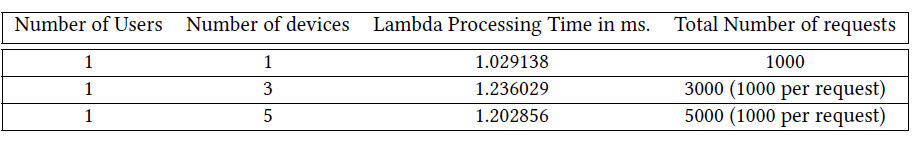 Number of Users Number of devices Lambda Processing Time in ms. Total Number of requests
1 1 1.029138 1000
1 3 1.236029 3000 (1000 per request)
1 5 1.202856 5000 (1000 per request)